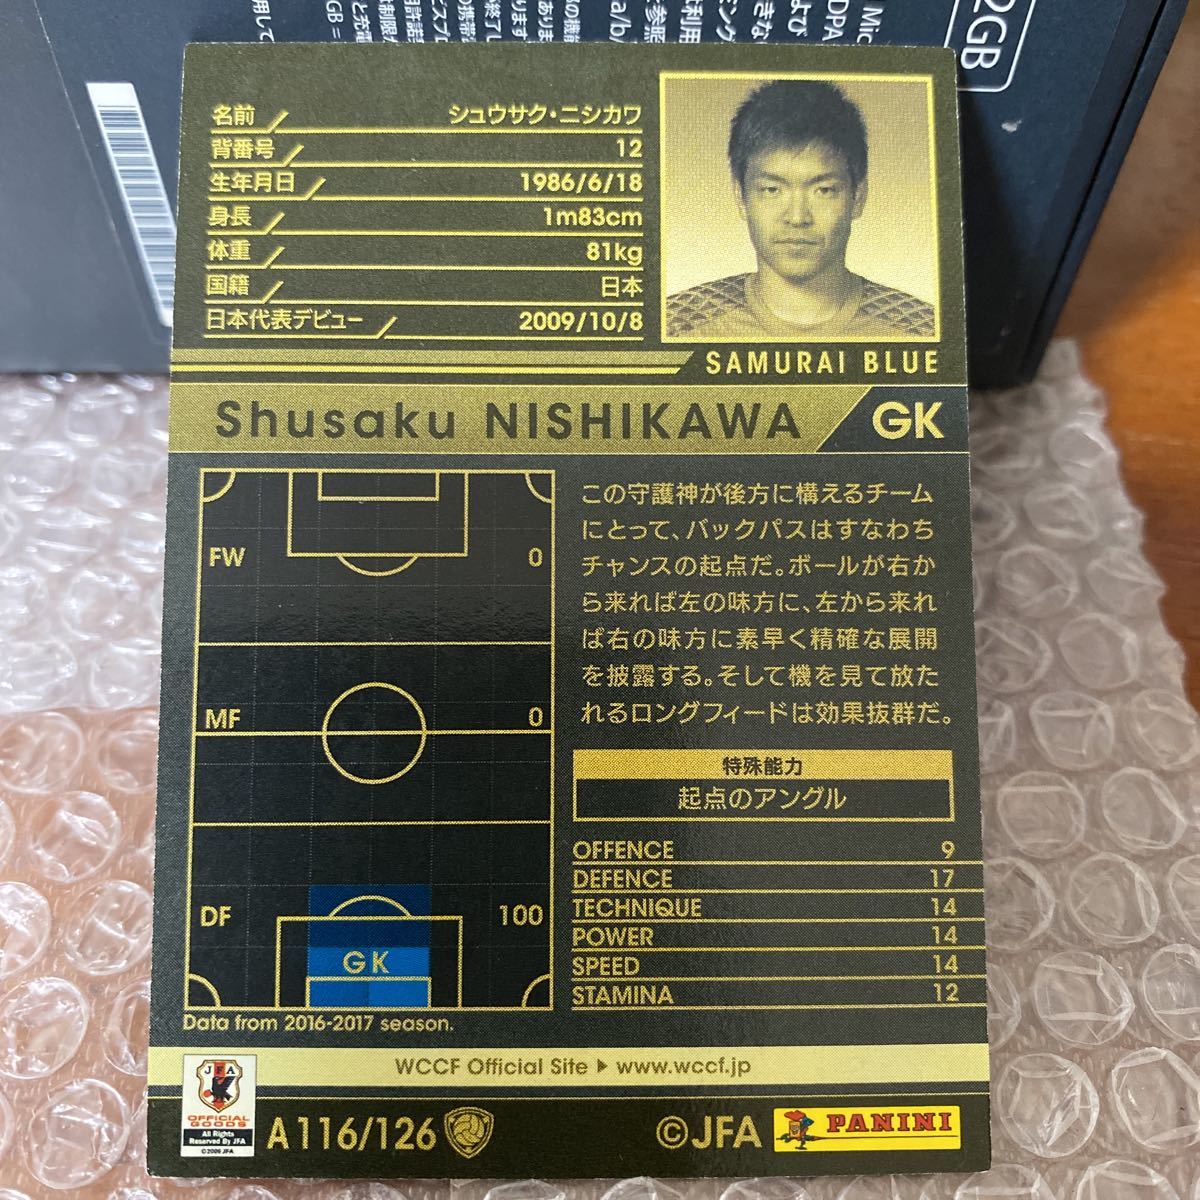 名前 シュウサク・ニシカワ
背番号 12
生年月日 1986/6/18
身長 1m83cm
体重 81kg
国籍 日本
日本代表デビュー 2009/10/8
SAMURAI BLUE
Shusaku NISHIKAWA GK
この守護神が後方に構えるチーム
にとって、バックパスはすなわち
チャンスの起点だ。ボールが右か
ら来れば左の味方に、左から来れ
ば右の味方に素早く精確な展開
を披露する。そして機を見て放た
れるロングフィードは効果抜群だ。
FW 0
MF 0
DF 100
GK
Data from 2016-2017 season.
特殊能力
起点のアングル
OFFENCE 9
DEFENCE 17
TECHNIQUE 14
POWER 14
SPEED 14
STAMINA 12
WCCF Official Site ▶ www.wccf.jp
JFA
OFFICIAL
GOODS
All Rights
Reserved By JFA
©2006 JFA
A116/126
©JFA
PANINI
2GB